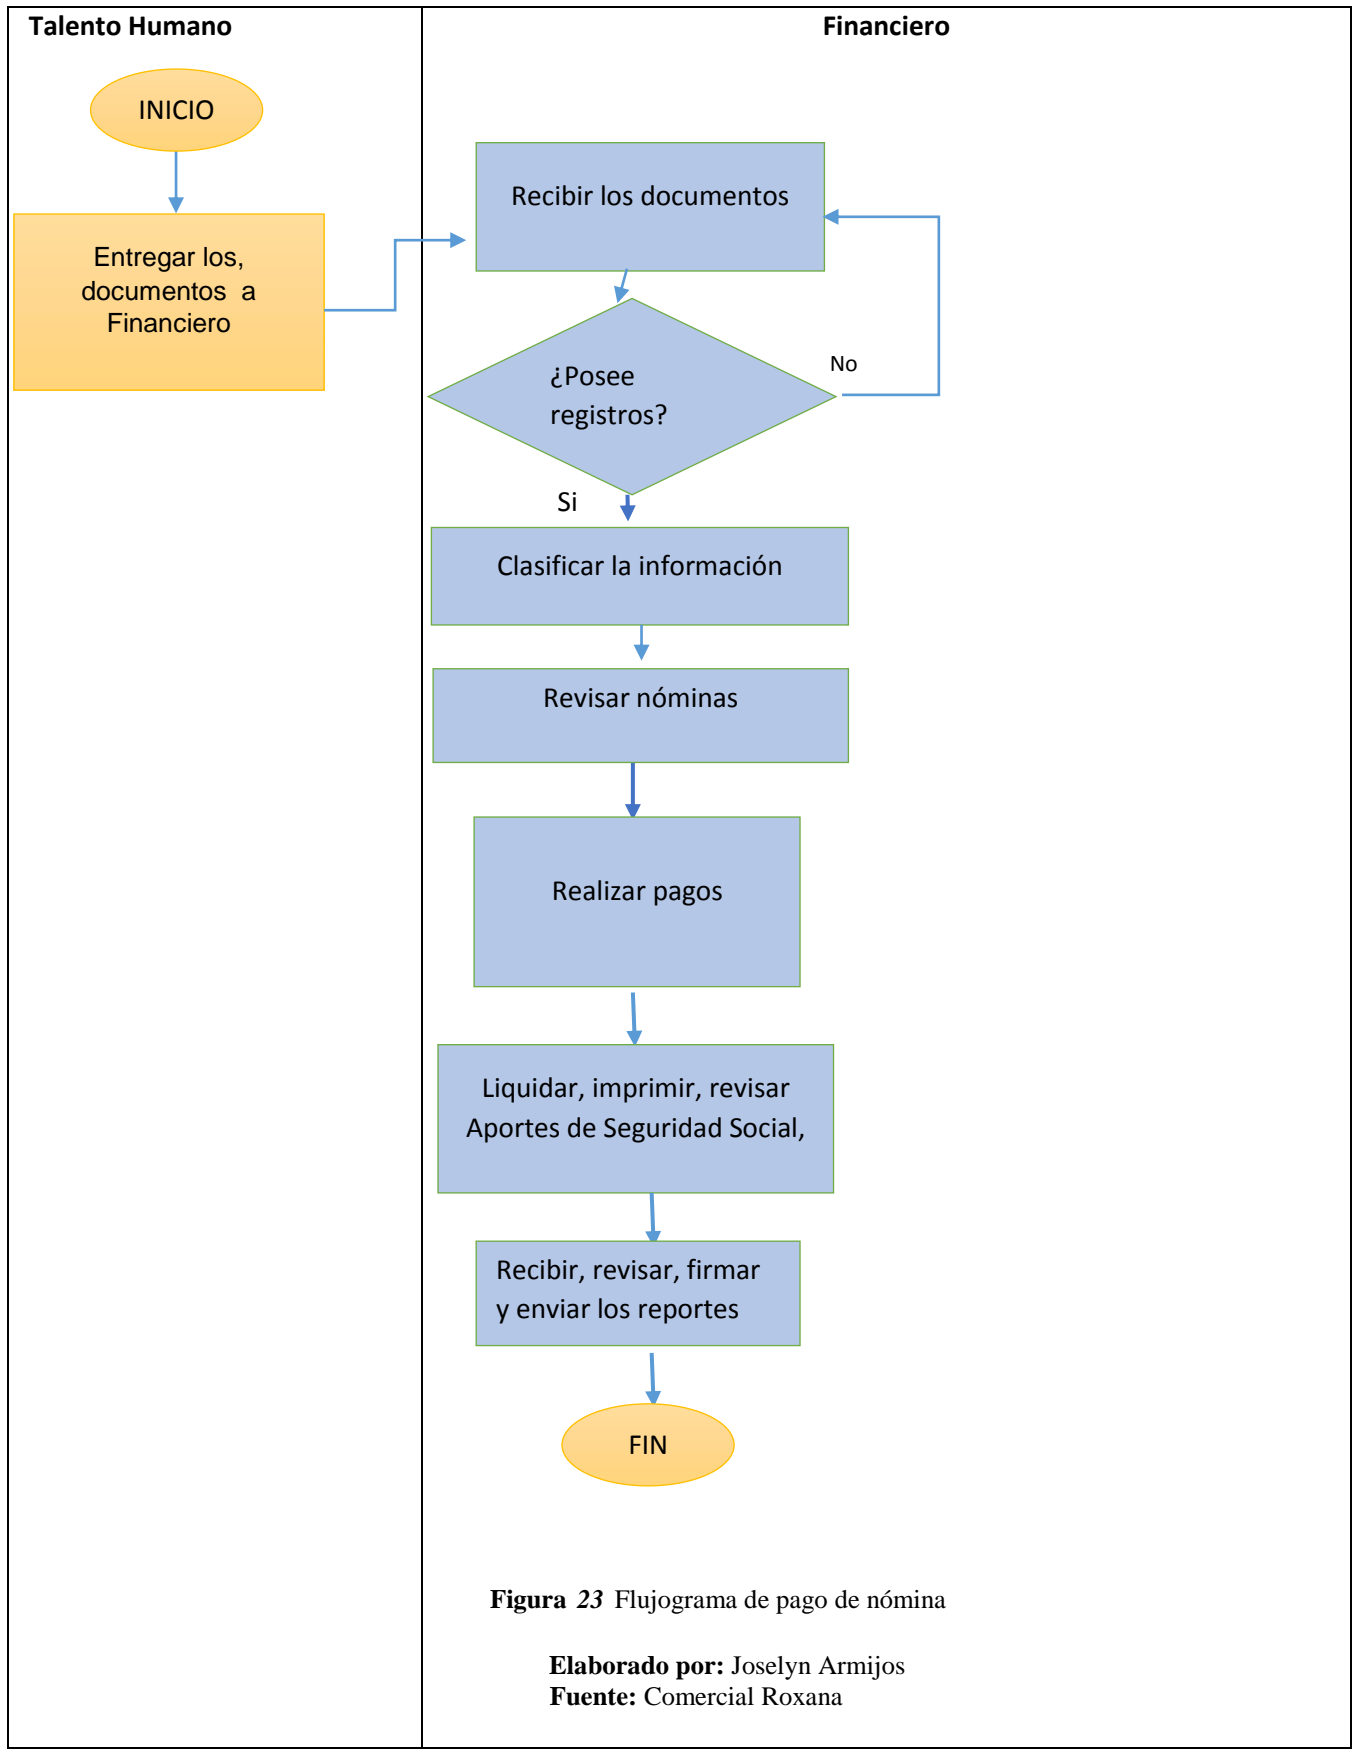 Talento Humano
Financiero
INICIO
Entregar los,
documentos a
Financiero
Recibir los documentos
¿Posee
registros?
No
Si
Clasificar la información
Revisar nóminas
Realizar pagos
Liquidar, imprimir, revisar
Aportes de Seguridad Social,
Recibir, revisar, firmar
y enviar los reportes
FIN
Figura 23 Flujograma de pago de nómina
Elaborado por: Joselyn Armijos
Fuente: Comercial Roxana